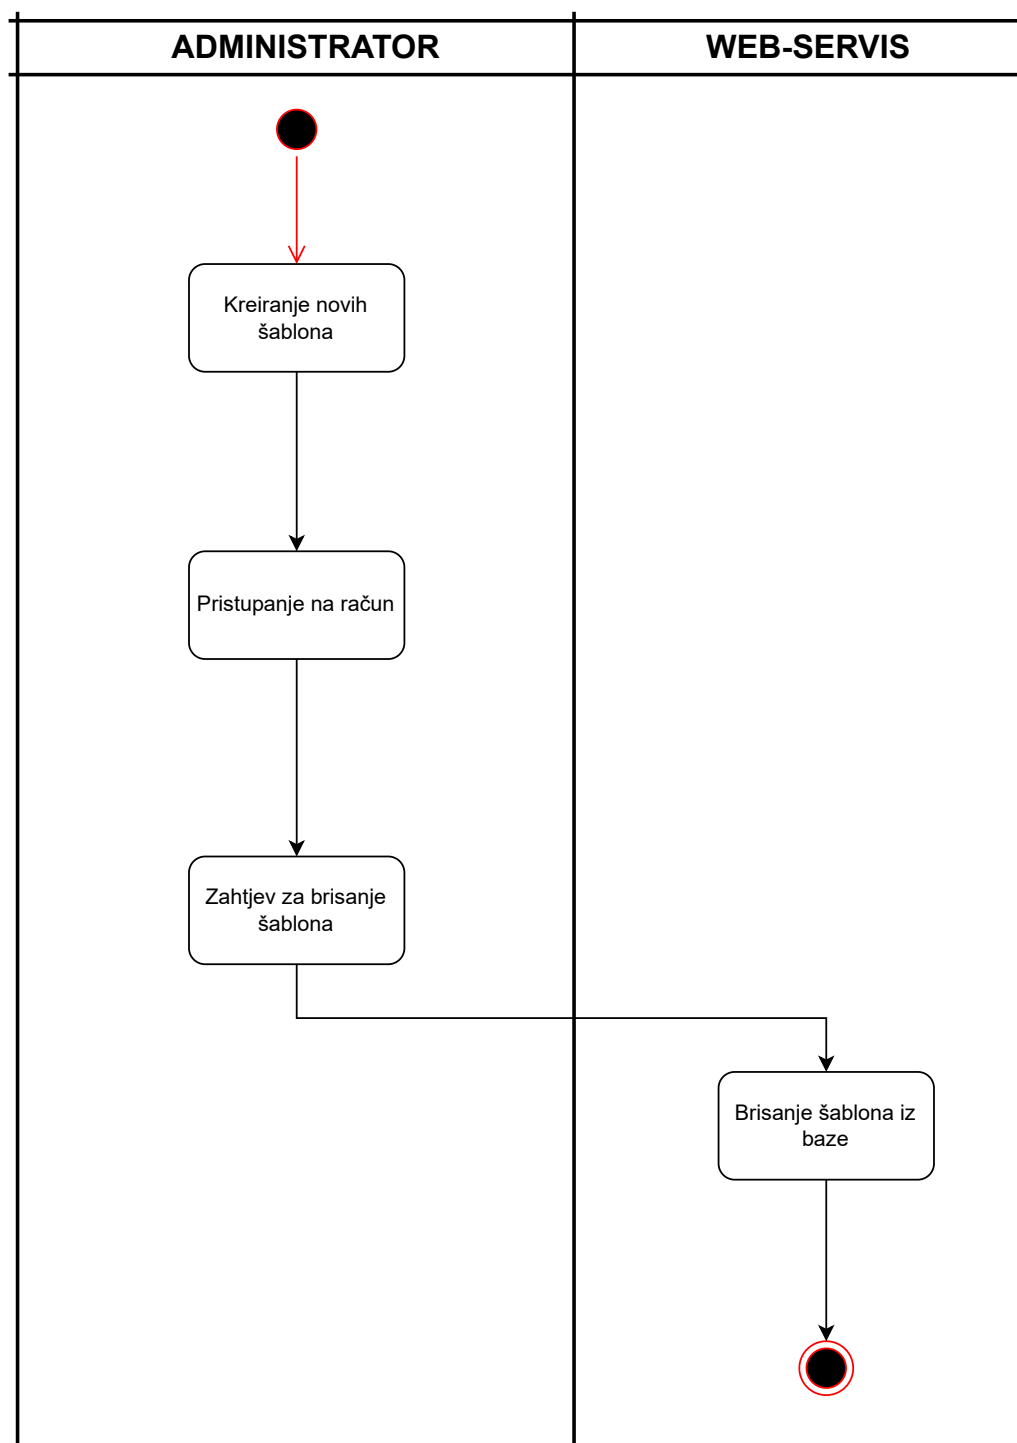 ADMINISTRATOR
WEB-SERVIS
Kreiranje novih
šablona
Pristupanje na račun
Zahtjev za brisanje
šablona
Brisanje šablona iz
baze